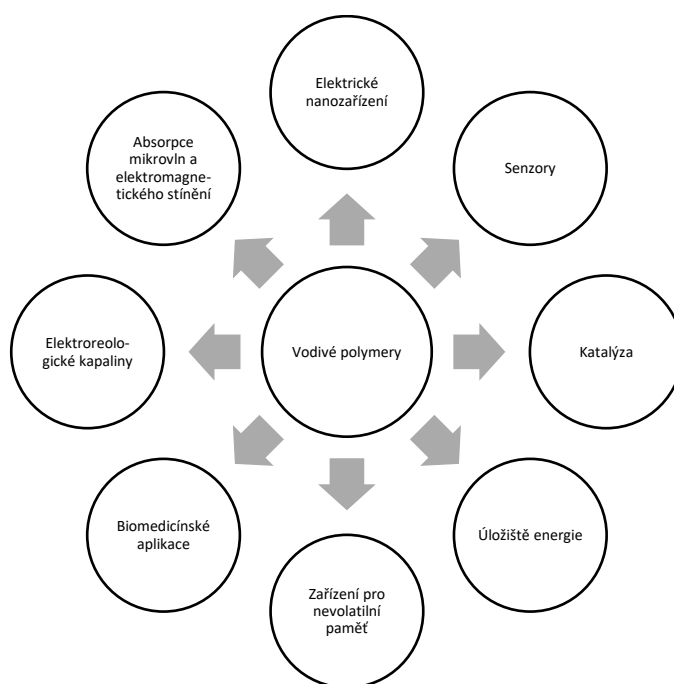 Elektrické
nanozařízení
Absorpce
mikrovln a
elektromagne-
tického stínění
Senzory
Elektroreolo-
gické kapaliny
Vodivé polymery
Katalýza
Biomedicínské
aplikace
Úložiště energie
Zařízení pro
nevolatilní
paměť